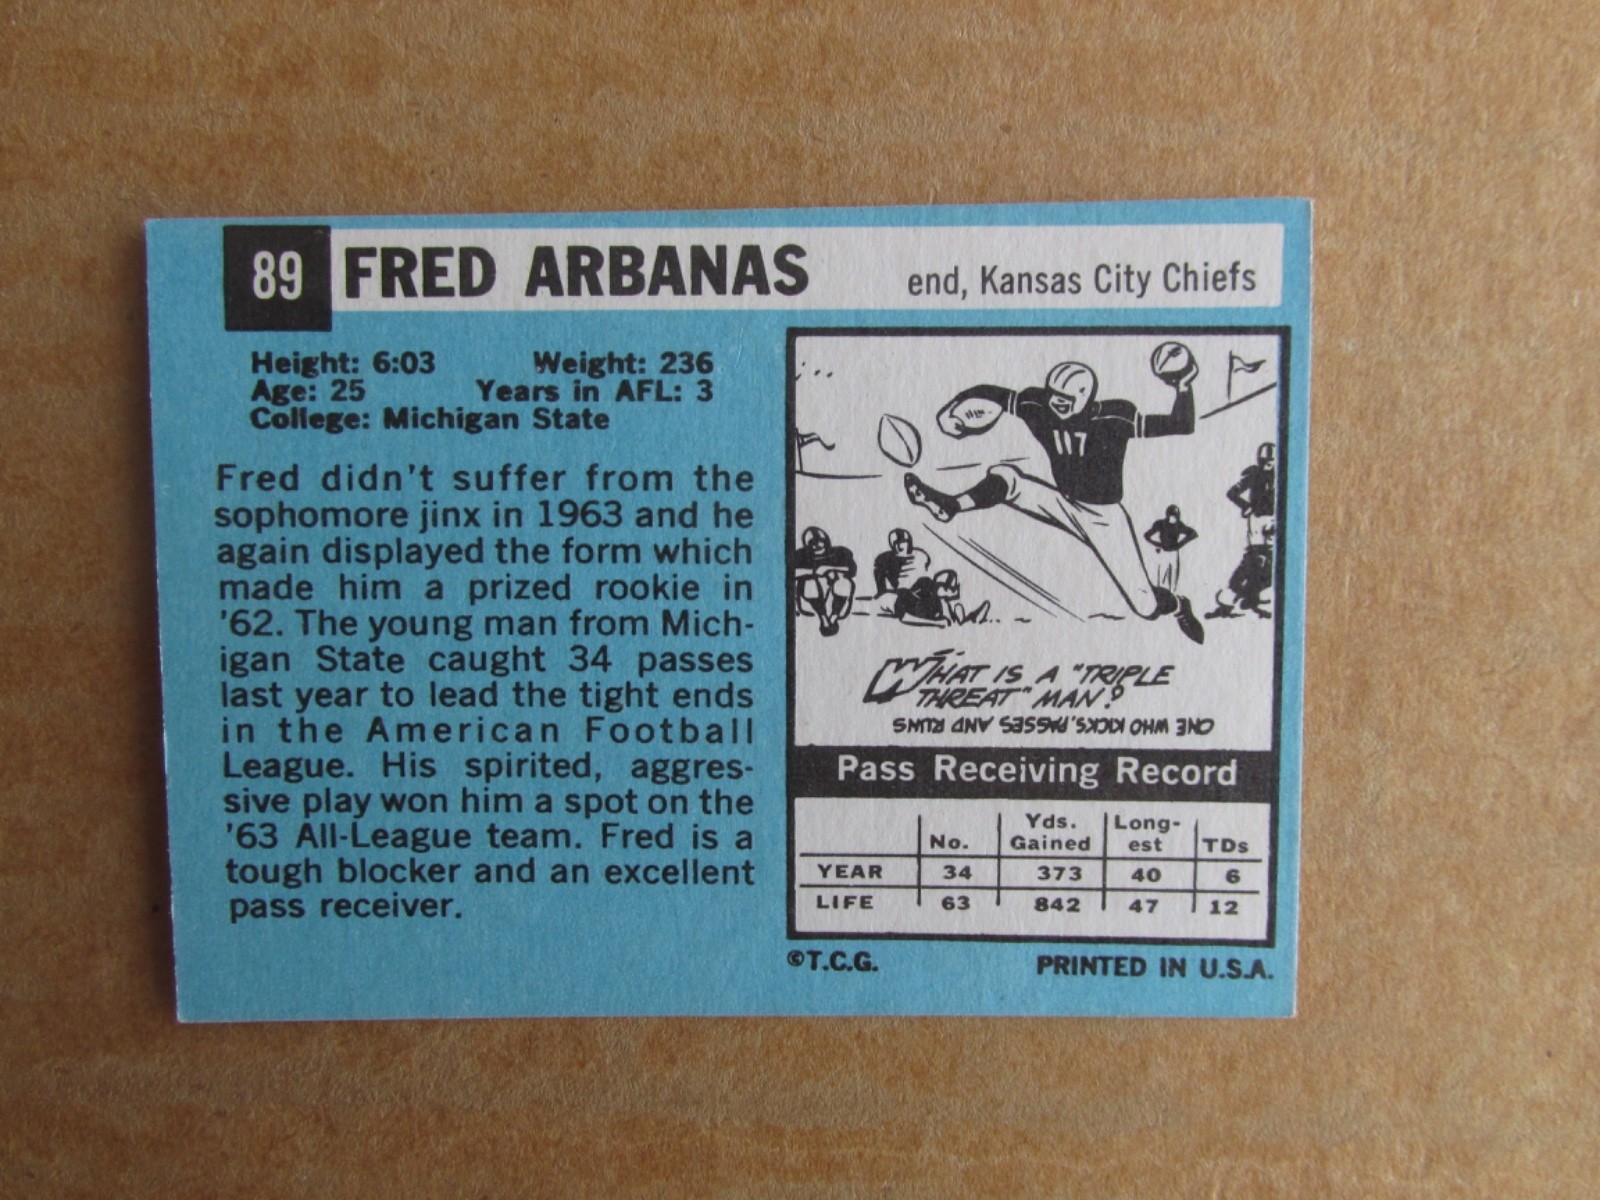 89 FRED ARBANAS end, Kansas City Chiefs
Height: 6:03 Weight: 236
Age: 25 Years in AFL: 3
College: Michigan State
Fred didn't suffer from the
sophomore jinx in 1963 and he
again displayed the form which
made him a prized rookie in
'62. The young man from Mich-
igan State caught 34 passes
last year to lead the tight ends
in the American Football
League. His spirited, aggres-
sive play won him a spot on the
'63 All-League team. Fred is a
tough blocker and an excellent
pass receiver.
117
WHAT IS A "TRIPLE
THREAT" MAN?
ONE WHO KICKS, PASSES AND RUNS
Pass Receiving Record
No. Yds. Gained Long-est TDs
YEAR 34 373 40 6
LIFE 63 842 47 12
©T.C.G. PRINTED IN U.S.A.